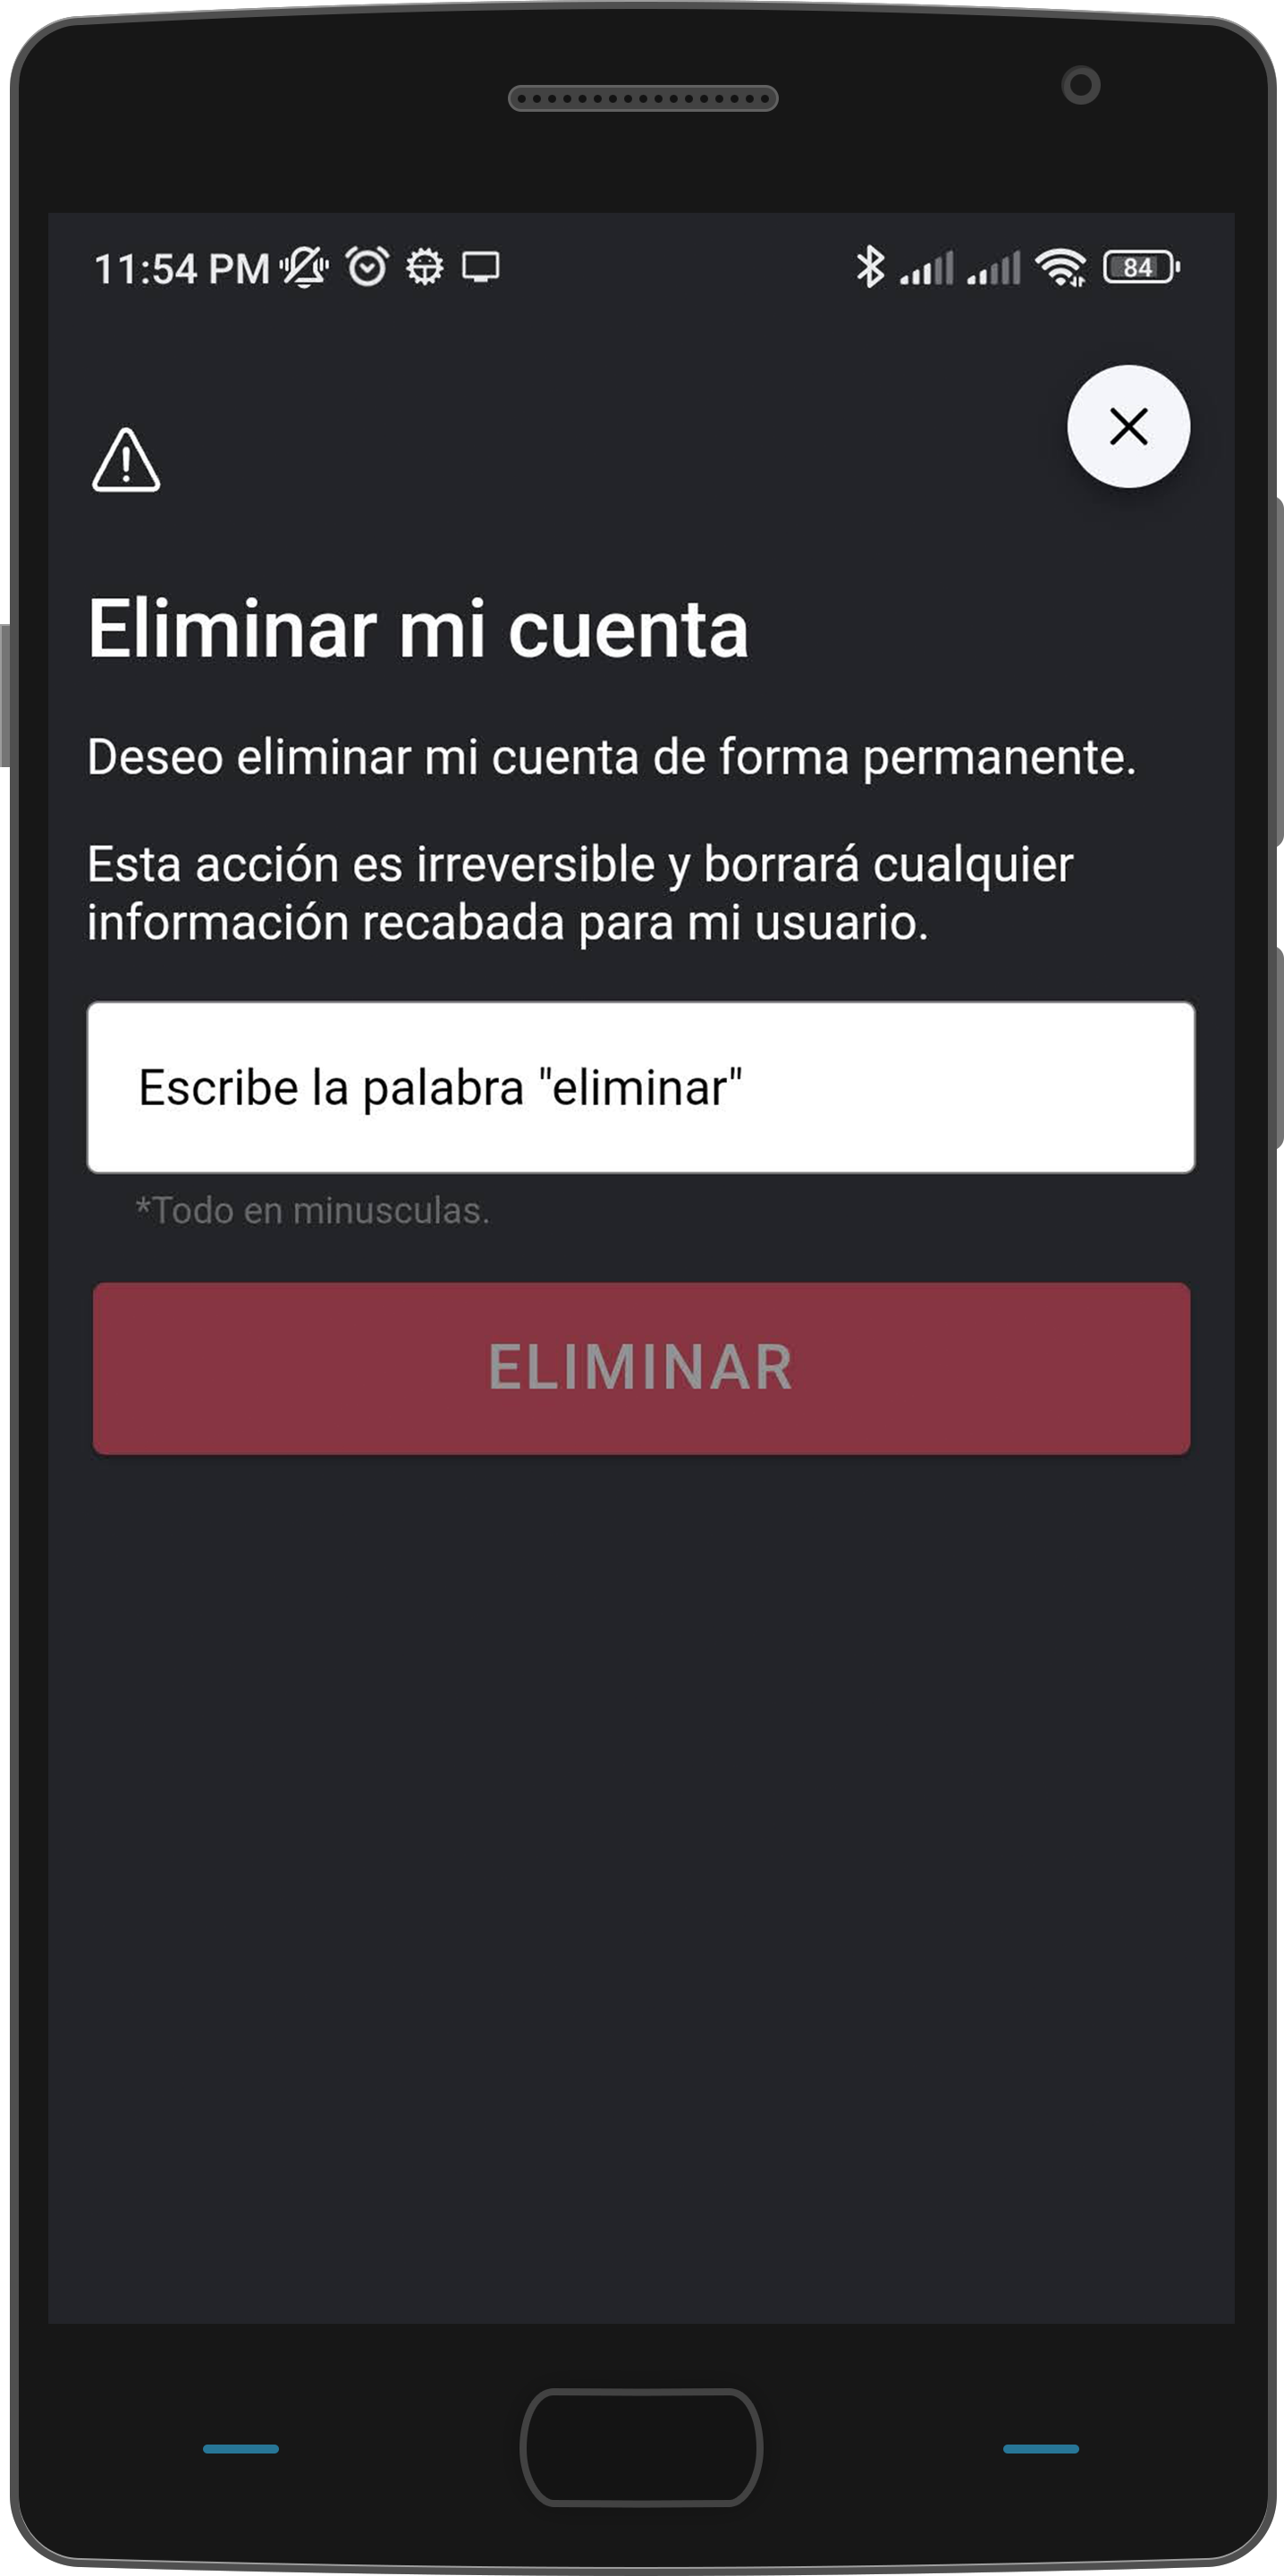 11:54 PM 84
Eliminar mi cuenta
Deseo eliminar mi cuenta de forma permanente.
Esta acción es irreversible y borrará cualquier
información recabada para mi usuario.
Escribe la palabra "eliminar"
*Todo en minusculas.
ELIMINAR